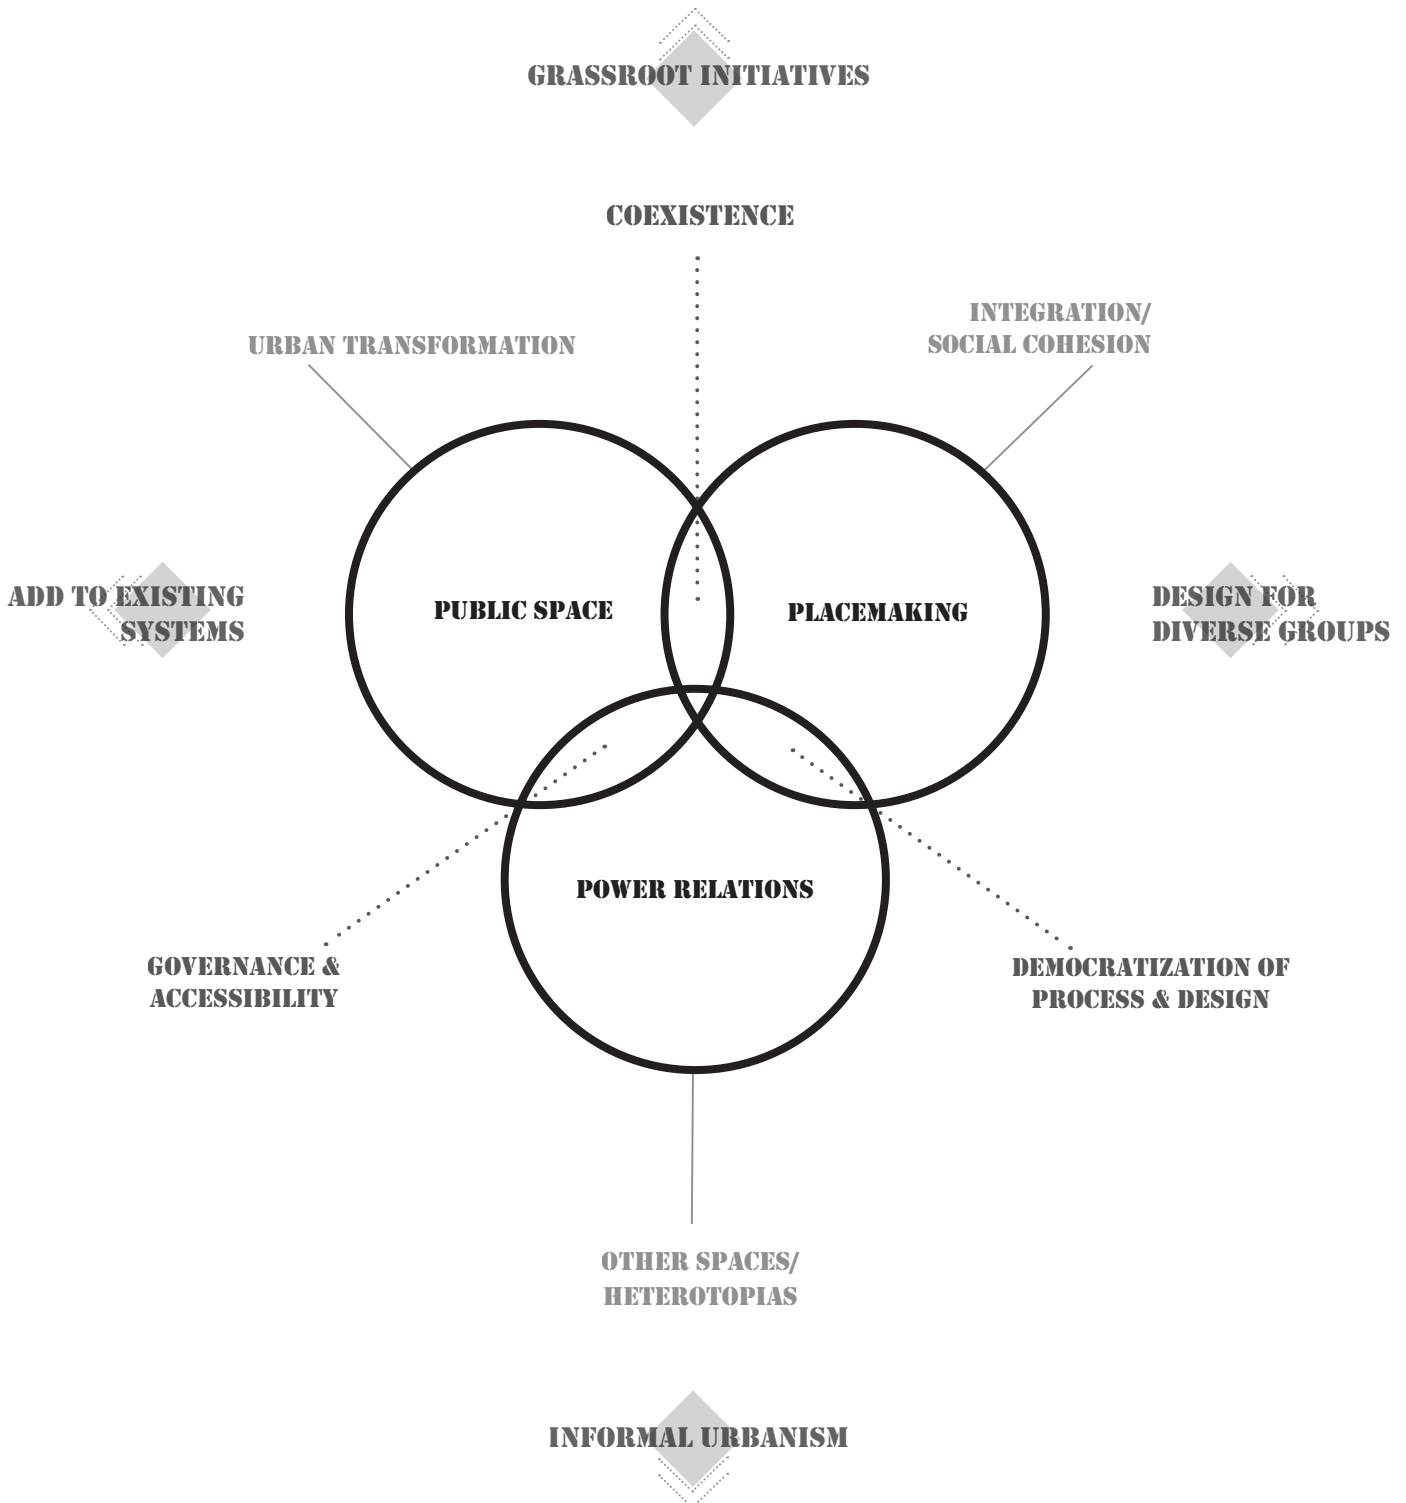 GRASSROOT INITIATIVES
COEXISTENCE
INTEGRATION/
SOCIAL COHESION
URBAN TRANSFORMATION
ADD TO EXISTING
SYSTEMS
PUBLIC SPACE
PLACEMAKING
DESIGN FOR
DIVERSE GROUPS
POWER RELATIONS
GOVERNANCE &
ACCESSIBILITY
DEMOCRATIZATION OF
PROCESS & DESIGN
OTHER SPACES/
HETEROTOPIAS
INFORMAL URBANISM